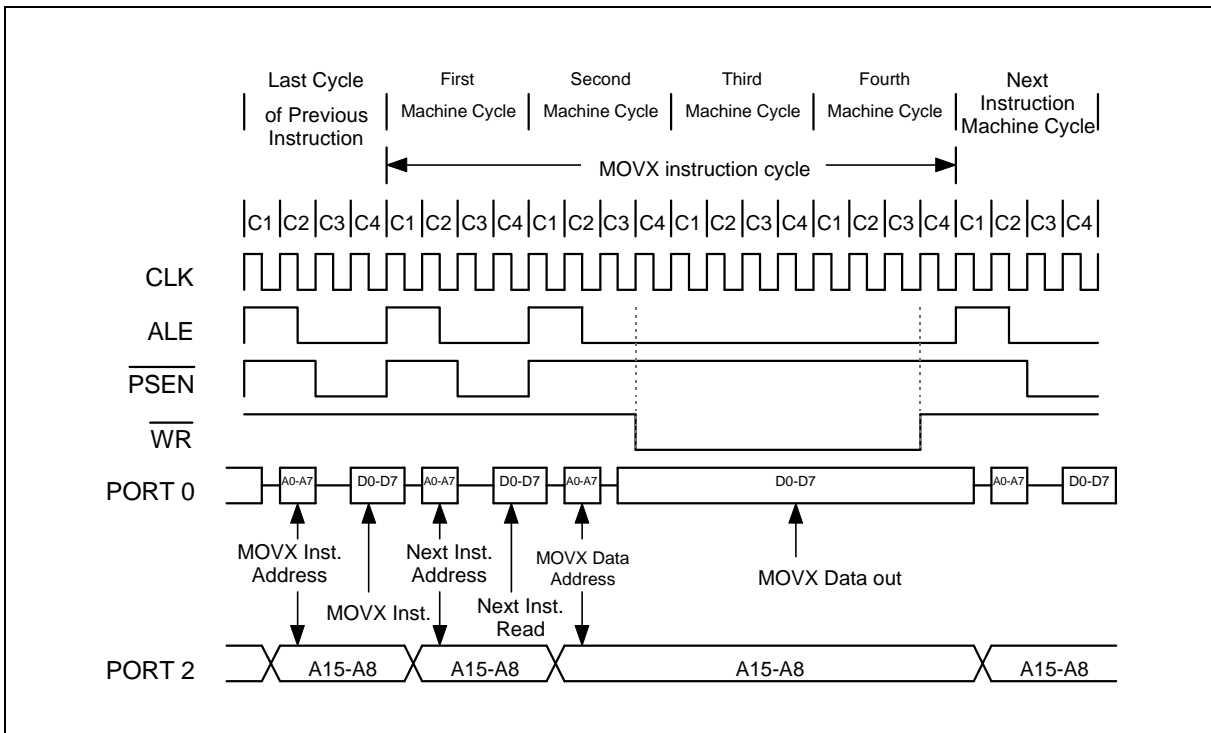 Last Cycle
of Previous
Instruction
First
Machine Cycle
Second
Machine Cycle
Third
Machine Cycle
Fourth
Machine Cycle
Next
Instruction
Machine Cycle
MOVX instruction cycle
C1 C2 C3 C4 C1 C2 C3 C4 C1 C2 C3 C4 C1 C2 C3 C4 C1 C2 C3 C4 C1 C2 C3 C4
CLK
ALE
PSEN
WR
PORT 0
A0-A7 D0-D7 A0-A7 D0-D7 A0-A7 D0-D7 A0-A7 D0-D7
MOVX Inst.
Address
MOVX Inst.
Next Inst.
Address
Next Inst.
Read
MOVX Data
Address
MOVX Data out
PORT 2
A15-A8 A15-A8 A15-A8 A15-A8